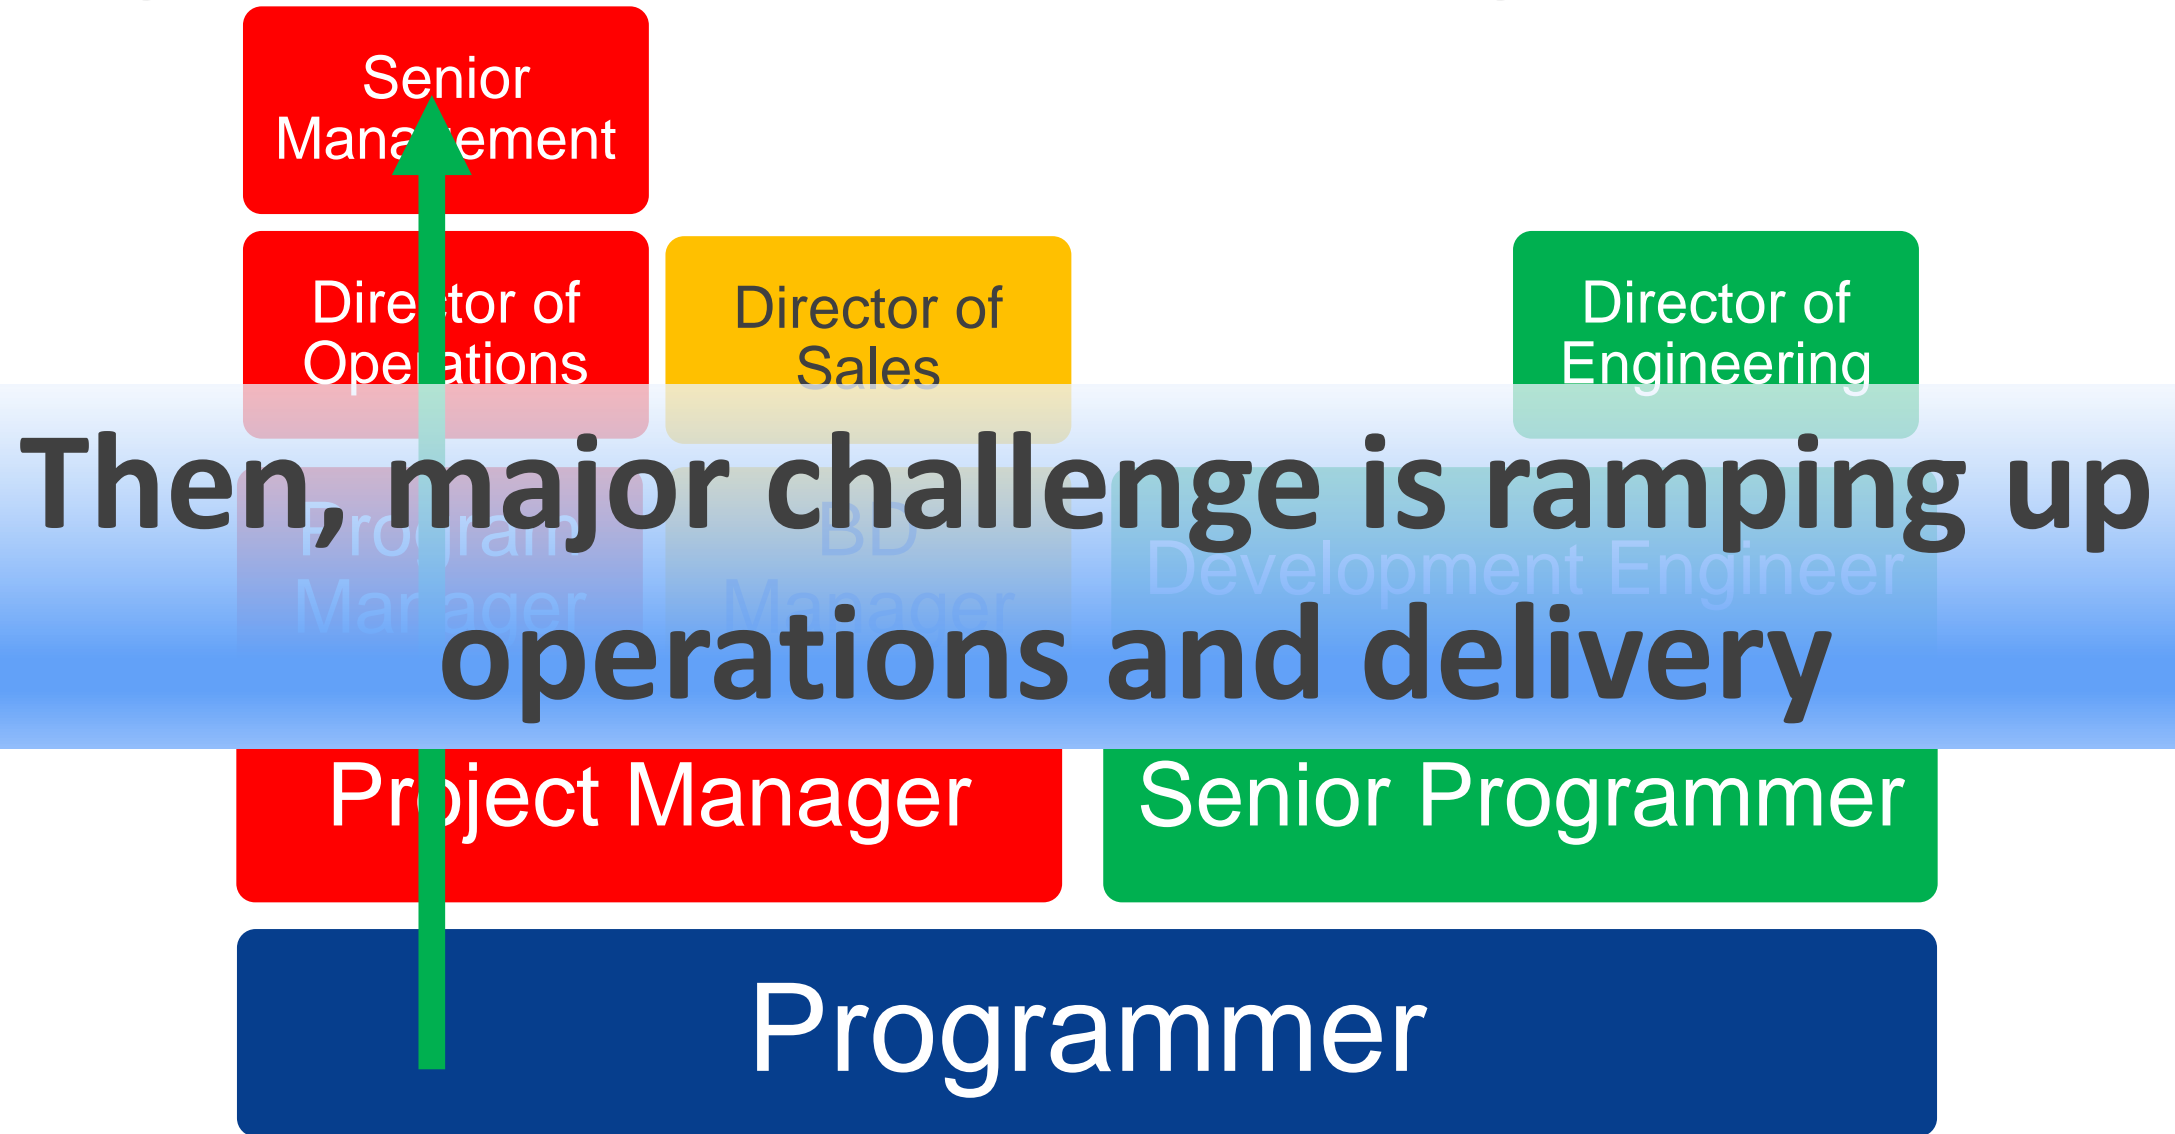 Senior
Management
Director of
Operations
Director of
Sales
Director of
Engineering
Then, major challenge is ramping up
operations and delivery
Program
Manager
BD
Manager
Development Engineer
Project Manager
Senior Programmer
Programmer